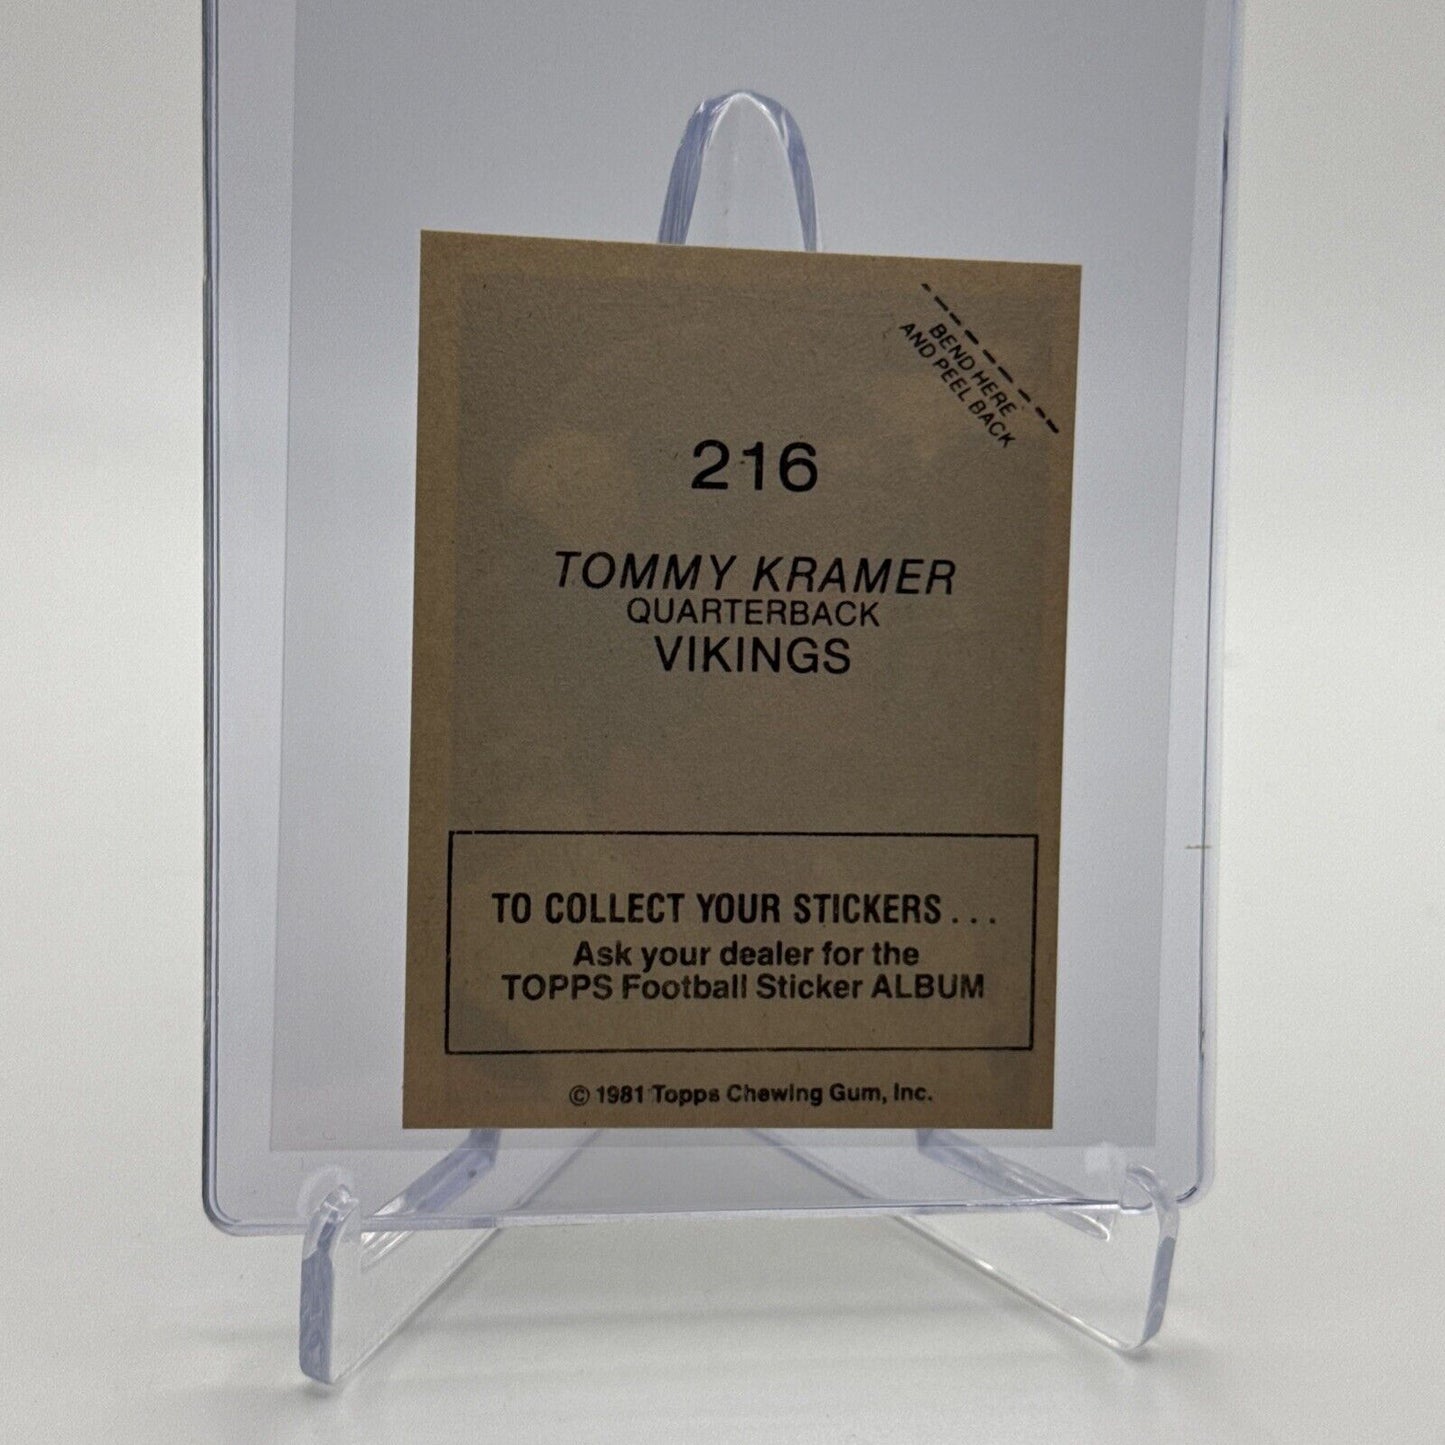 BEND HERE
AND PEEL BACK
216
TOMMY KRAMER
QUARTERBACK
VIKINGS
TO COLLECT YOUR STICKERS . . .
Ask your dealer for the
TOPPS Football Sticker ALBUM
© 1981 Topps Chewing Gum, Inc.